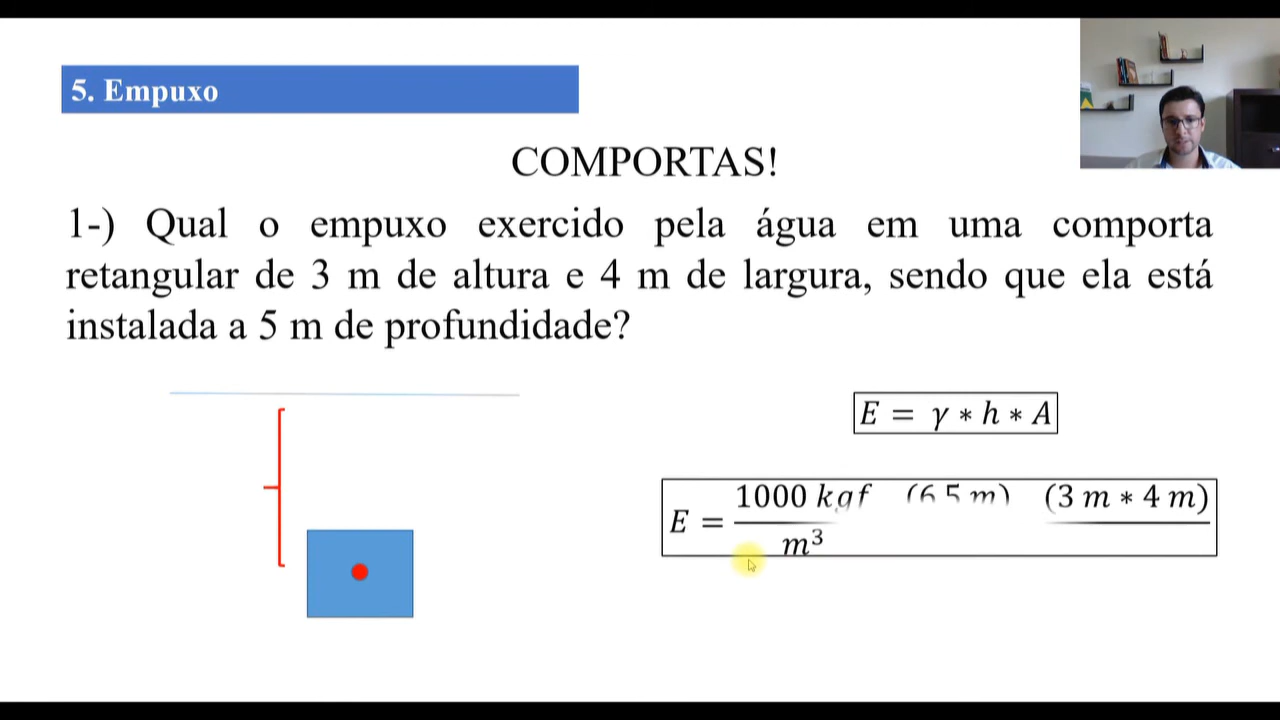 5. Empuxo
COMPORTAS!
1-) Qual o empuxo exercido pela água em uma comporta
retangular de 3 m de altura e 4 m de largura, sendo que ela está
instalada a 5 m de profundidade?
E = γ * h * A
E = 1000 kgf / m³ (6 5 m) (3 m * 4 m)